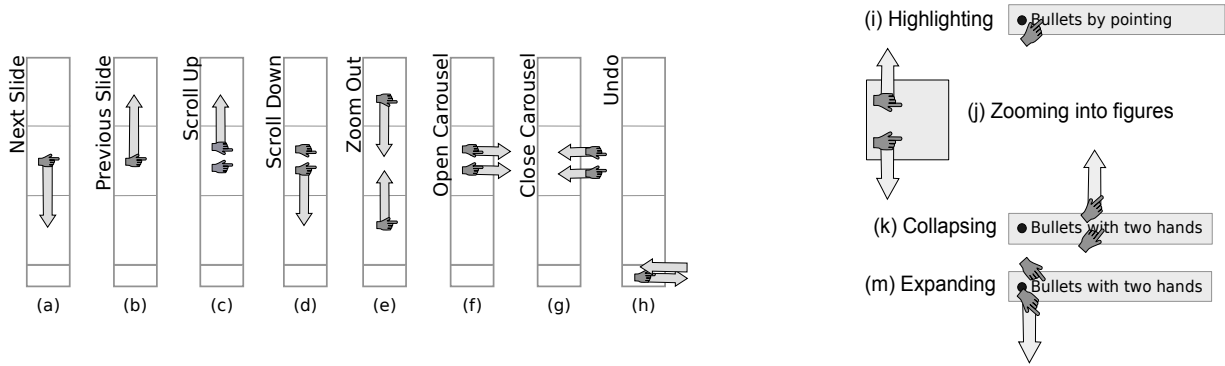 Next Slide
Previous Slide
Scroll Up
Scroll Down
Zoom Out
Open Carousel
Close Carousel
Undo
(a)
(b)
(c)
(d)
(e)
(f)
(g)
(h)
(i) Highlighting
Bullets by pointing
(j) Zooming into figures
(k) Collapsing
Bullets with two hands
(m) Expanding
Bullets with two hands